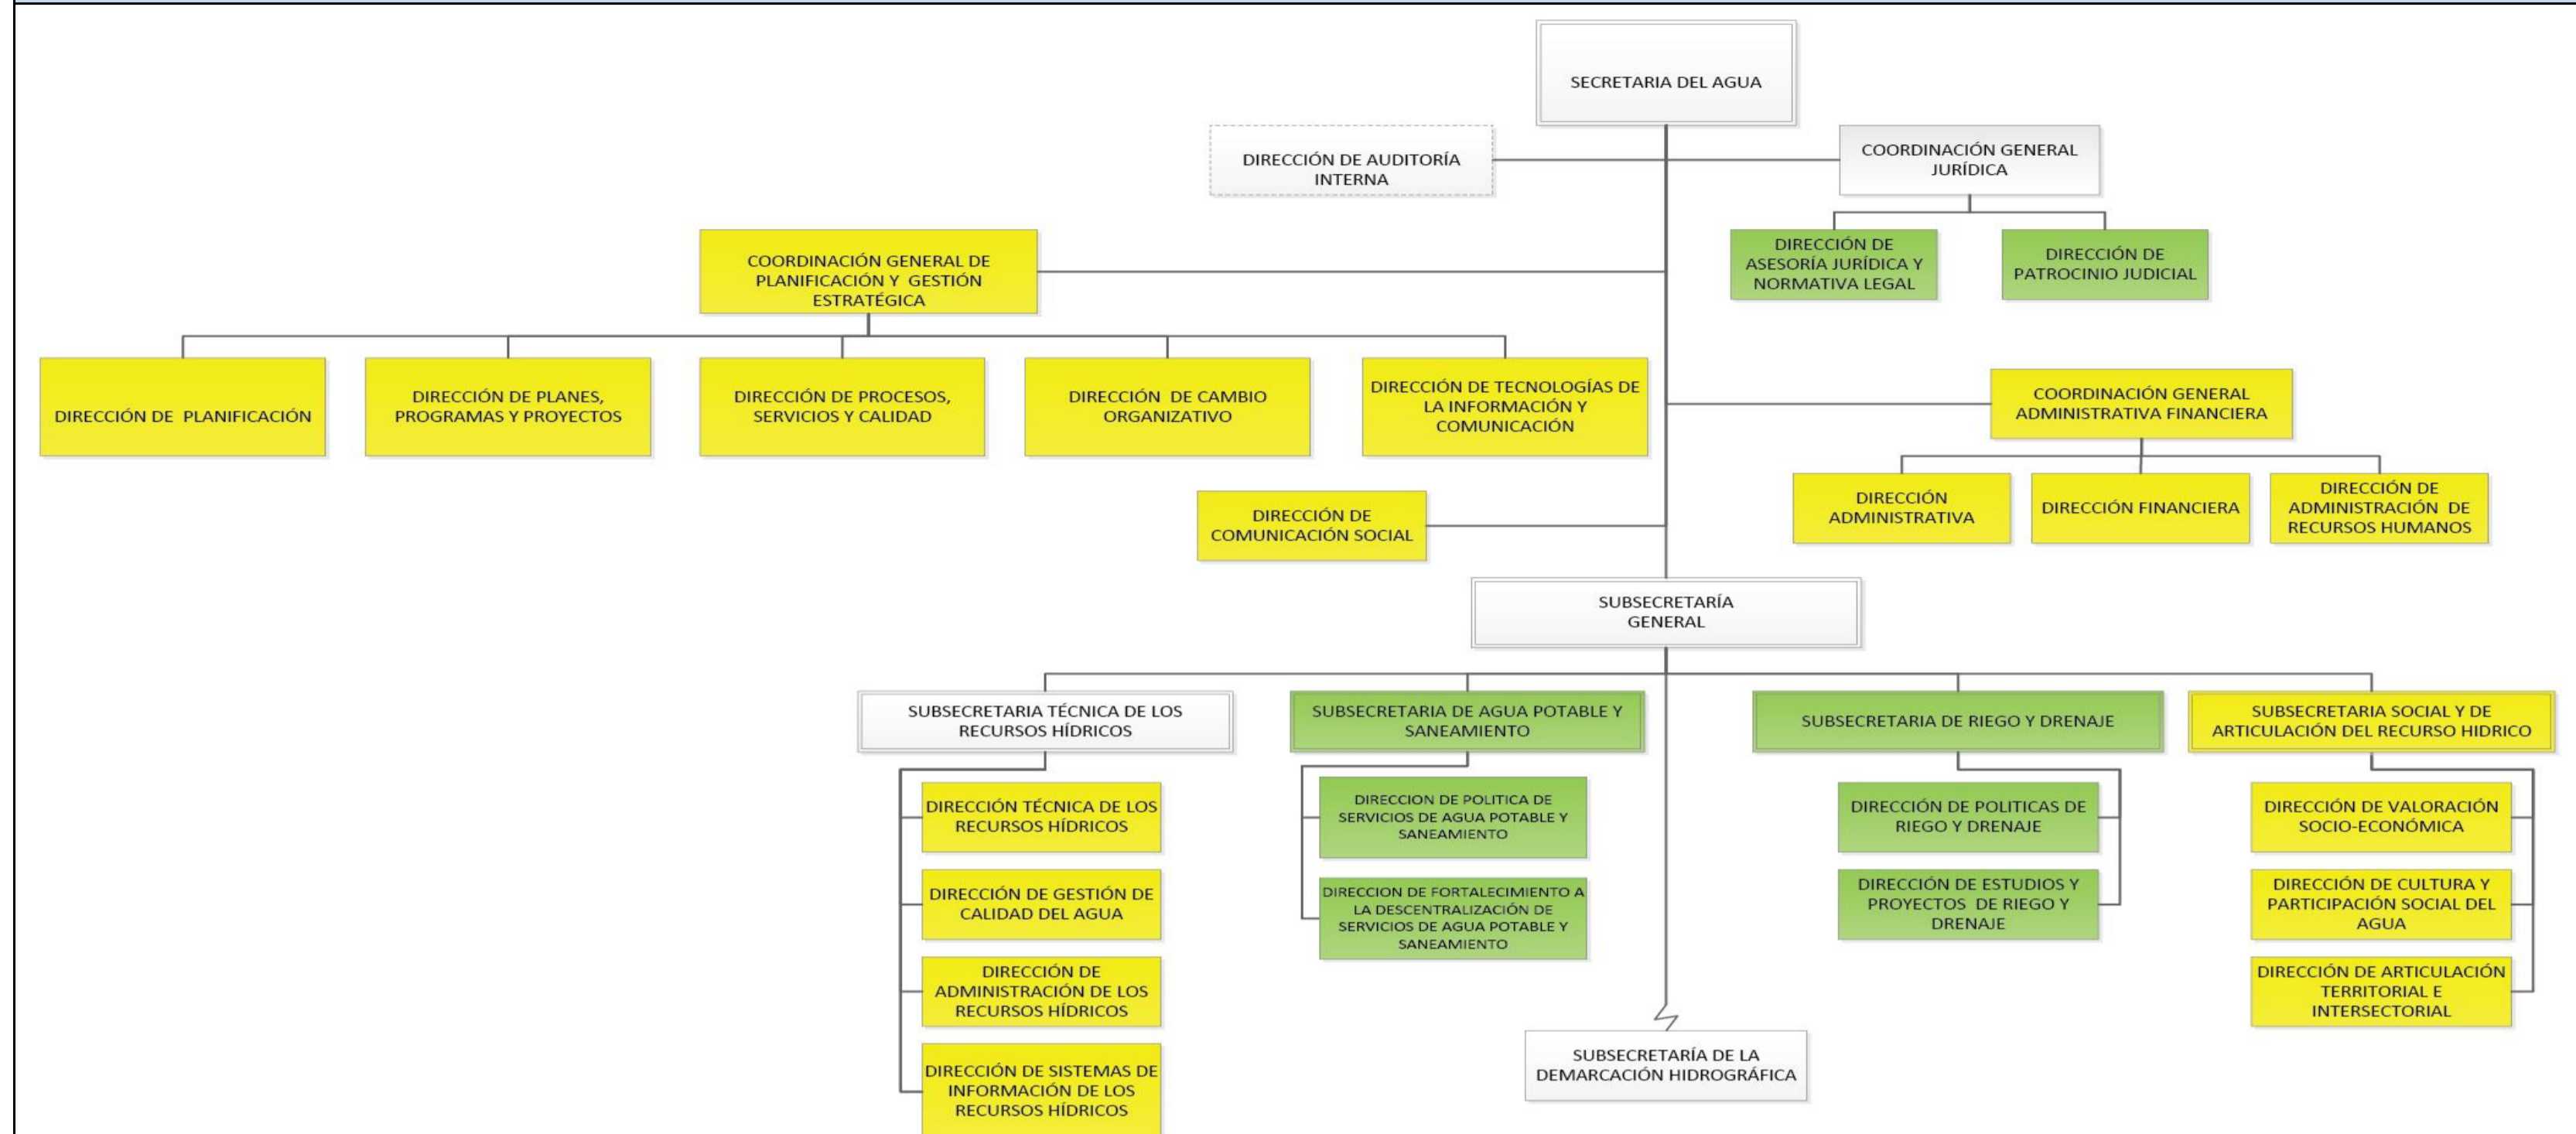 SECRETARIA DEL AGUA
DIRECCIÓN DE AUDITORÍA
INTERNA
COORDINACIÓN GENERAL
JURÍDICA
DIRECCIÓN DE
ASESORÍA JURÍDICA Y
NORMATIVA LEGAL
DIRECCIÓN DE
PATROCINIO JUDICIAL
COORDINACIÓN GENERAL DE
PLANIFICACIÓN Y GESTIÓN
ESTRATÉGICA
DIRECCIÓN DE PLANIFICACIÓN
DIRECCIÓN DE PLANES,
PROGRAMAS Y PROYECTOS
DIRECCIÓN DE PROCESOS,
SERVICIOS Y CALIDAD
DIRECCIÓN DE CAMBIO
ORGANIZATIVO
DIRECCIÓN DE TECNOLOGÍAS DE
LA INFORMACIÓN Y
COMUNICACIÓN
COORDINACIÓN GENERAL
ADMINISTRATIVA FINANCIERA
DIRECCIÓN
ADMINISTRATIVA
DIRECCIÓN FINANCIERA
DIRECCIÓN DE
ADMINISTRACIÓN DE
RECURSOS HUMANOS
DIRECCIÓN DE
COMUNICACIÓN SOCIAL
SUBSECRETARÍA
GENERAL
SUBSECRETARIA TÉCNICA DE LOS
RECURSOS HÍDRICOS
SUBSECRETARIA DE AGUA POTABLE Y
SANEAMIENTO
SUBSECRETARIA DE RIEGO Y DRENAJE
SUBSECRETARIA SOCIAL Y DE
ARTICULACIÓN DEL RECURSO HIDRICO
DIRECCIÓN TÉCNICA DE LOS
RECURSOS HÍDRICOS
DIRECCIÓN DE GESTIÓN DE
CALIDAD DEL AGUA
DIRECCIÓN DE
ADMINISTRACIÓN DE LOS
RECURSOS HÍDRICOS
DIRECCIÓN DE SISTEMAS DE
INFORMACIÓN DE LOS
RECURSOS HÍDRICOS
DIRECCION DE POLITICA DE
SERVICIOS DE AGUA POTABLE Y
SANEAMIENTO
DIRECCION DE FORTALECIMIENTO A
LA DESCENTRALIZACIÓN DE
SERVICIOS DE AGUA POTABLE Y
SANEAMIENTO
DIRECCIÓN DE POLITICAS DE
RIEGO Y DRENAJE
DIRECCIÓN DE ESTUDIOS Y
PROYECTOS DE RIEGO Y
DRENAJE
DIRECCIÓN DE VALORACIÓN
SOCIO-ECONÓMICA
DIRECCIÓN DE CULTURA Y
PARTICIPACIÓN SOCIAL DEL
AGUA
DIRECCIÓN DE ARTICULACIÓN
TERRITORIAL E
INTERSECTORIAL
SUBSECRETARÍA DE LA
DEMARCACIÓN HIDROGRÁFICA